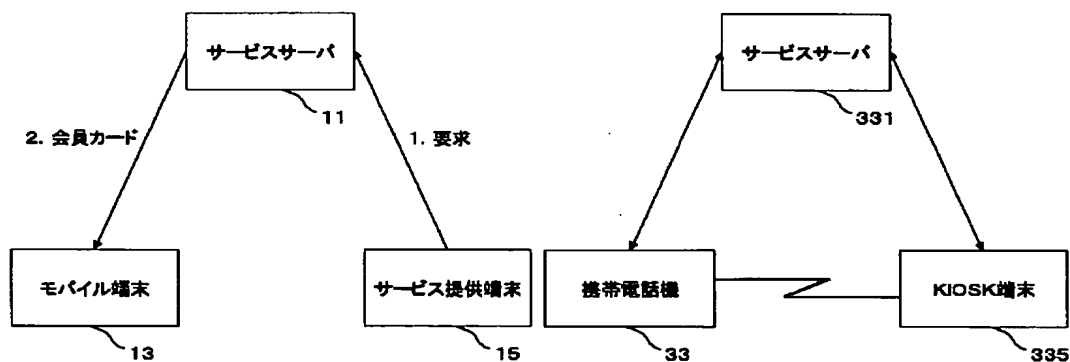 サービスサーバ
サービスサーバ
11
331
2. 会員カード
1. 要求
モバイル端末
サービス提供端末
携帯電話機
KIOSK端末
13
15
33
335